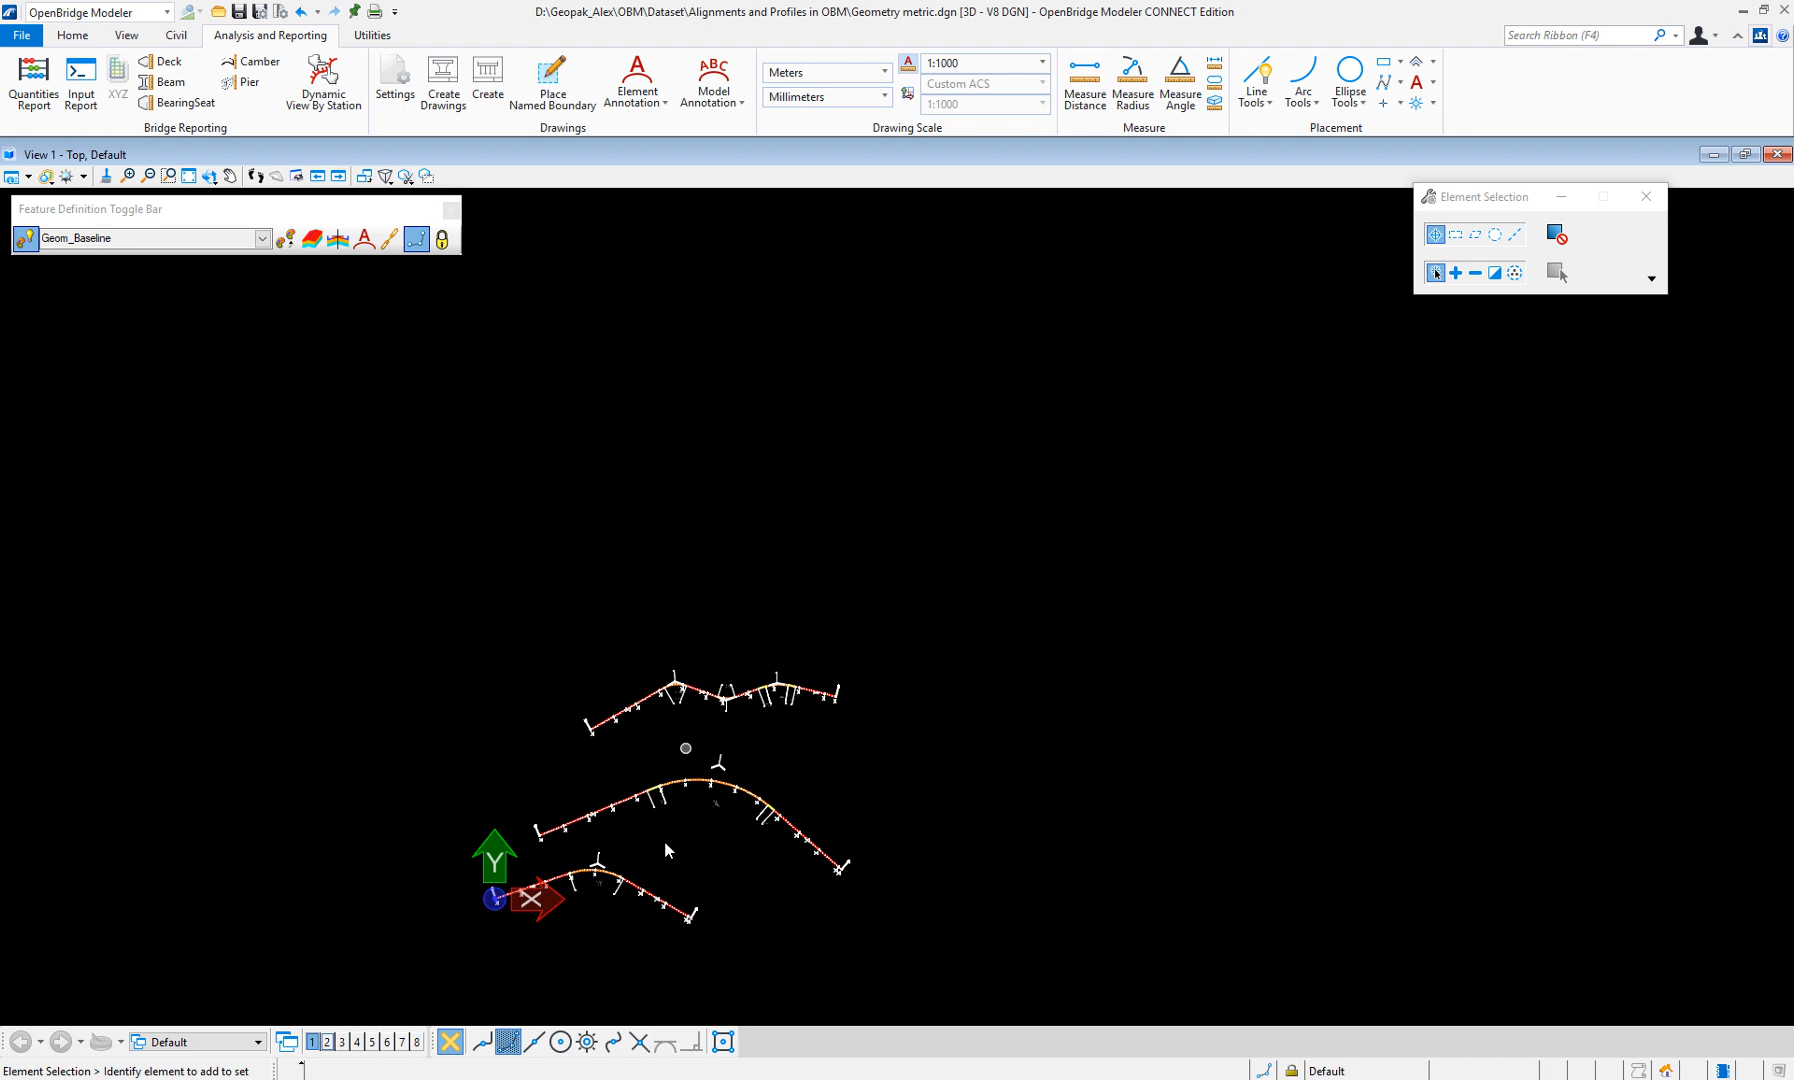 OpenBridge Modeler
D:\Geopak_Alex\OBM\Dataset\Alignments and Profiles in OBM\Geometry metric.dgn [3D - V8 DGN] - OpenBridge Modeler CONNECT Edition
File Home View Civil Analysis and Reporting Utilities
Search Ribbon (F4)
Quantities Report
Input Report
XYZ
Deck
Beam
BearingSeat
Camber
Pier
Dynamic View By Station
Settings
Create Drawings
Create
Place Named Boundary
Element Annotation
ABC
Model Annotation
Meters
Millimeters
1:1000
Custom ACS
1:1000
Measure Distance
Measure Radius
Measure Angle
Line Tools
Arc Tools
Ellipse Tools
Bridge Reporting
Drawings
Drawing Scale
Measure
Placement
View 1 - Top, Default
Feature Definition Toggle Bar
Geom_Baseline
Element Selection
Y
X
Default
1 2 3 4 5 6 7 8
Element Selection > Identify element to add to set
Default